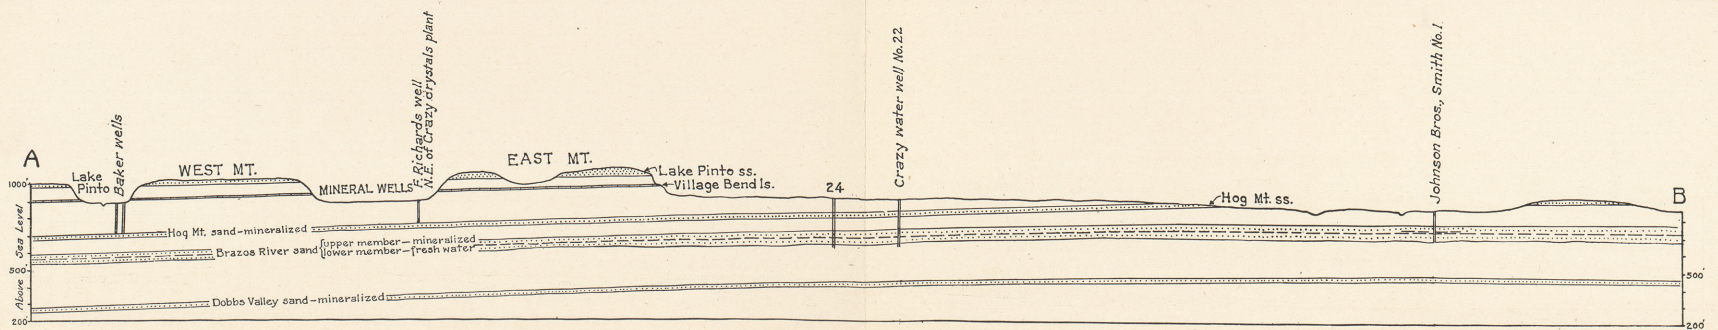 A
B
Lake
Pinto
Baker wells
WEST MT.
MINERAL WELLS
F. Richards well
N.E. of Crazy crystals plant
EAST MT.
Lake Pinto ss.
Village Bend ls.
24
Crazy water well No.22
Hog Mt. ss.
Johnson Bros., Smith No.1.
Hog Mt. sand-mineralized
Brazos River sand
upper member-mineralized
lower member-fresh water
Dobbs Valley sand-mineralized
1000'
500'
200'
Above Sea Level
500'
200'